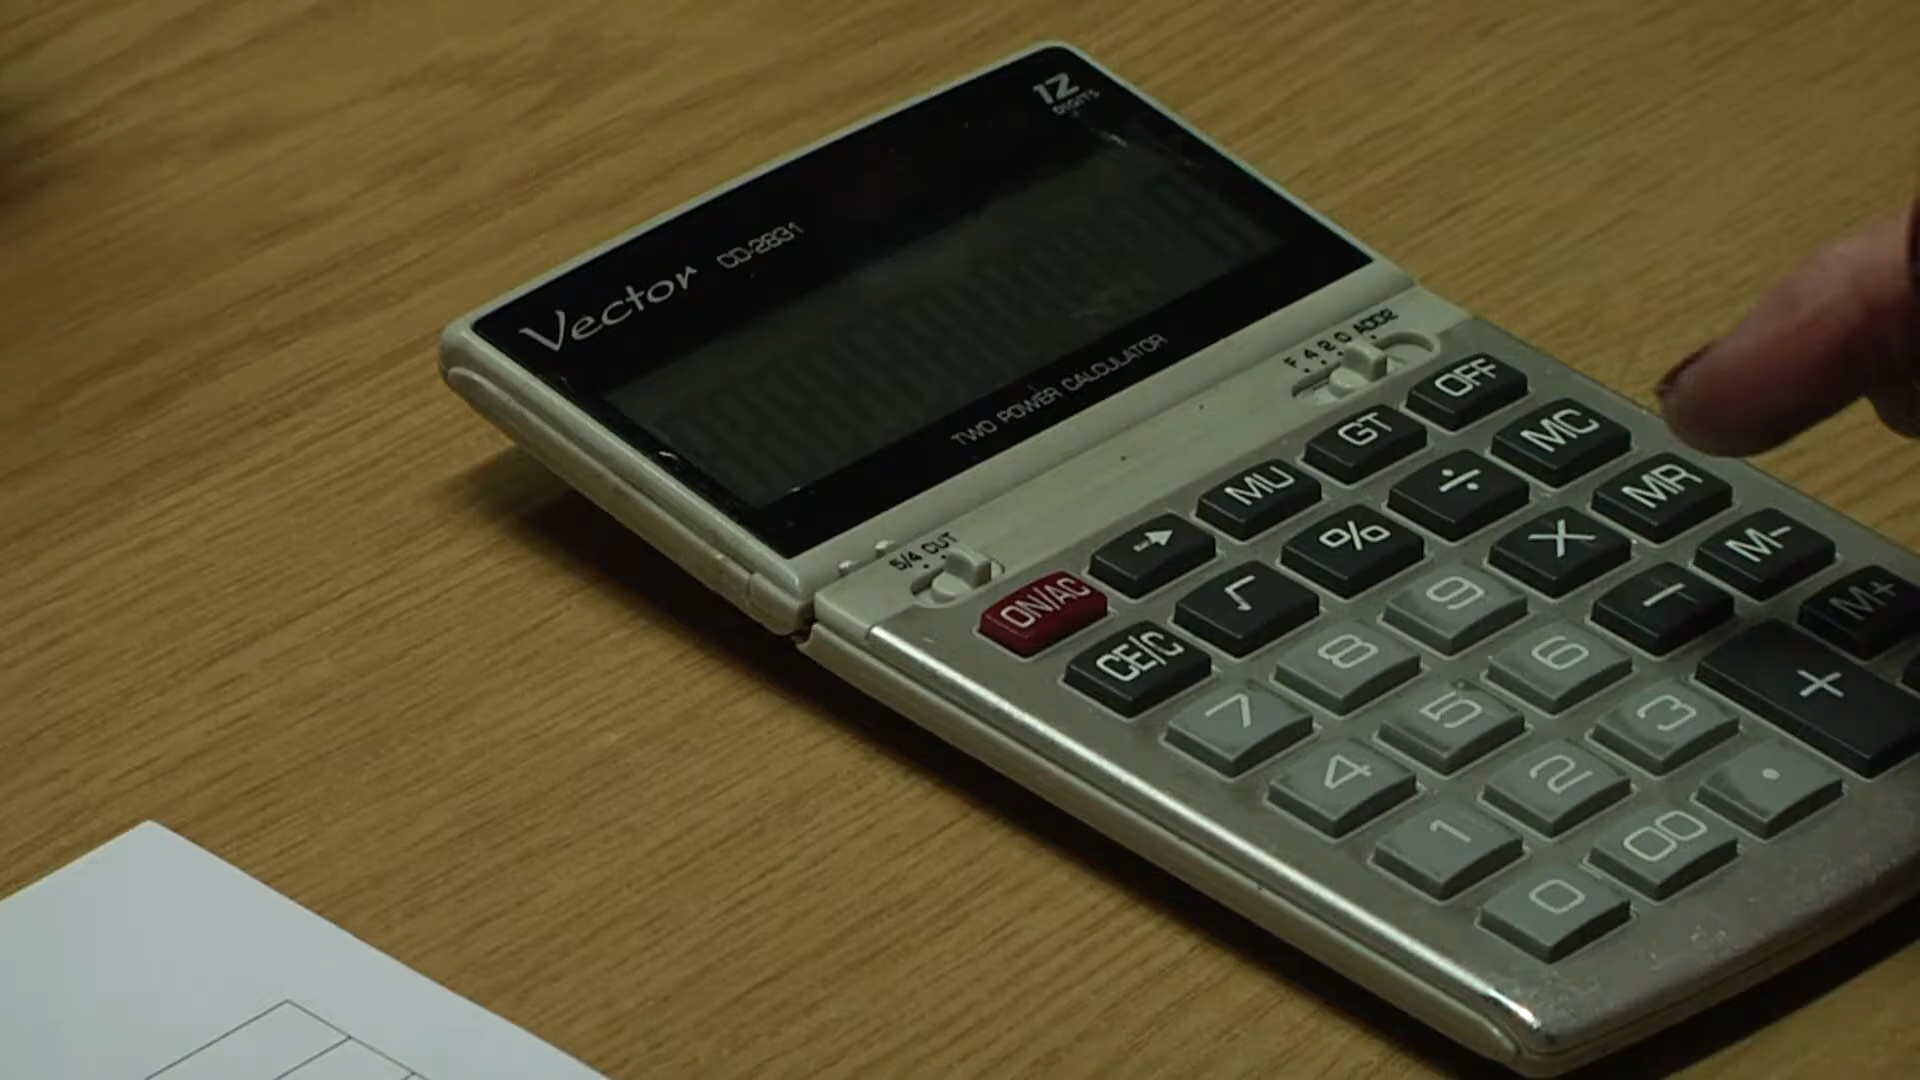 12
DIGITS
Vector CD-2831
TWO POWER CALCULATOR
F 4 2 0 ADD2
5/4 CUT
ON/AC → MU GT OFF
CE/C √ % ÷ MC
7 8 9 X MR
4 5 6 − M-
1 2 3 + M+
0 00 .